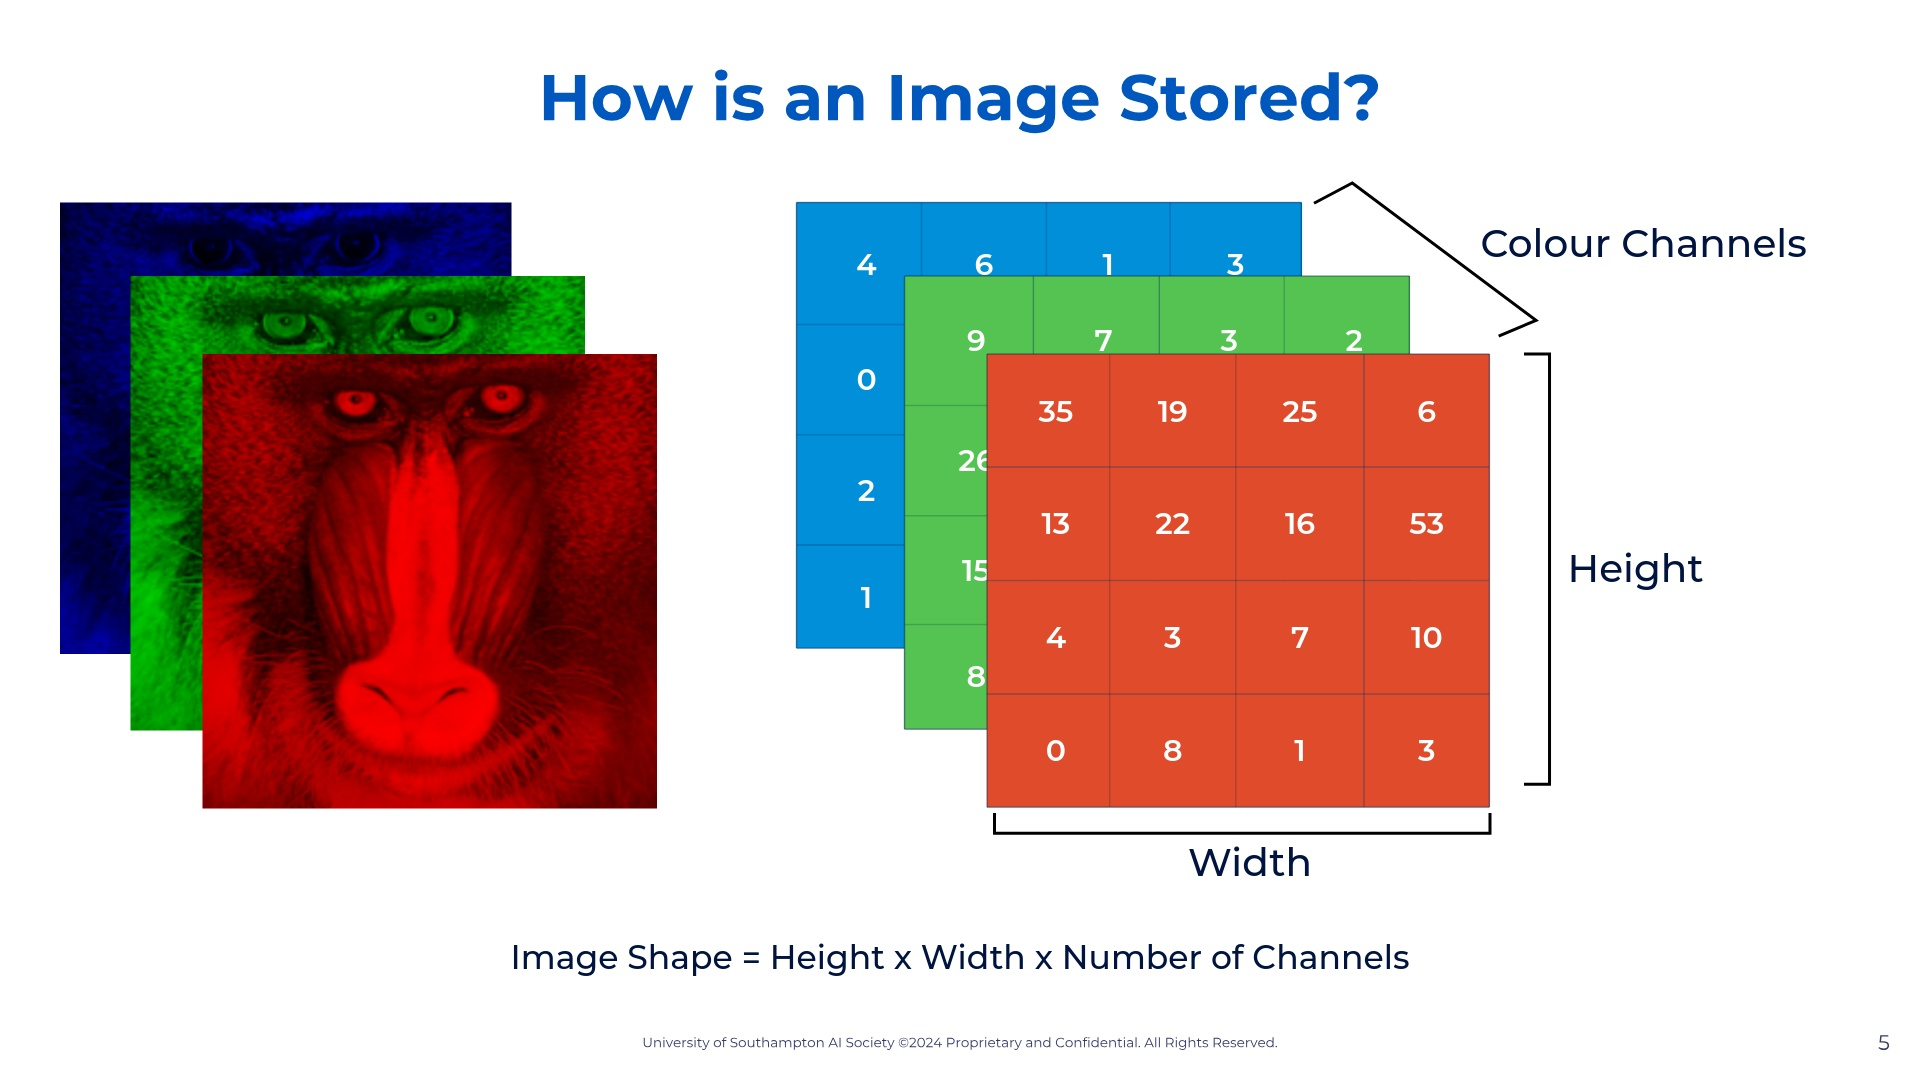 How is an Image Stored?
Colour Channels
4 6 1 3
0
2
1
9 7 3 2
26
15
8
35 19 25 6
13 22 16 53
4 3 7 10
0 8 1 3
Height
Width
Image Shape = Height x Width x Number of Channels
University of Southampton AI Society ©2024 Proprietary and Confidential. All Rights Reserved.
5